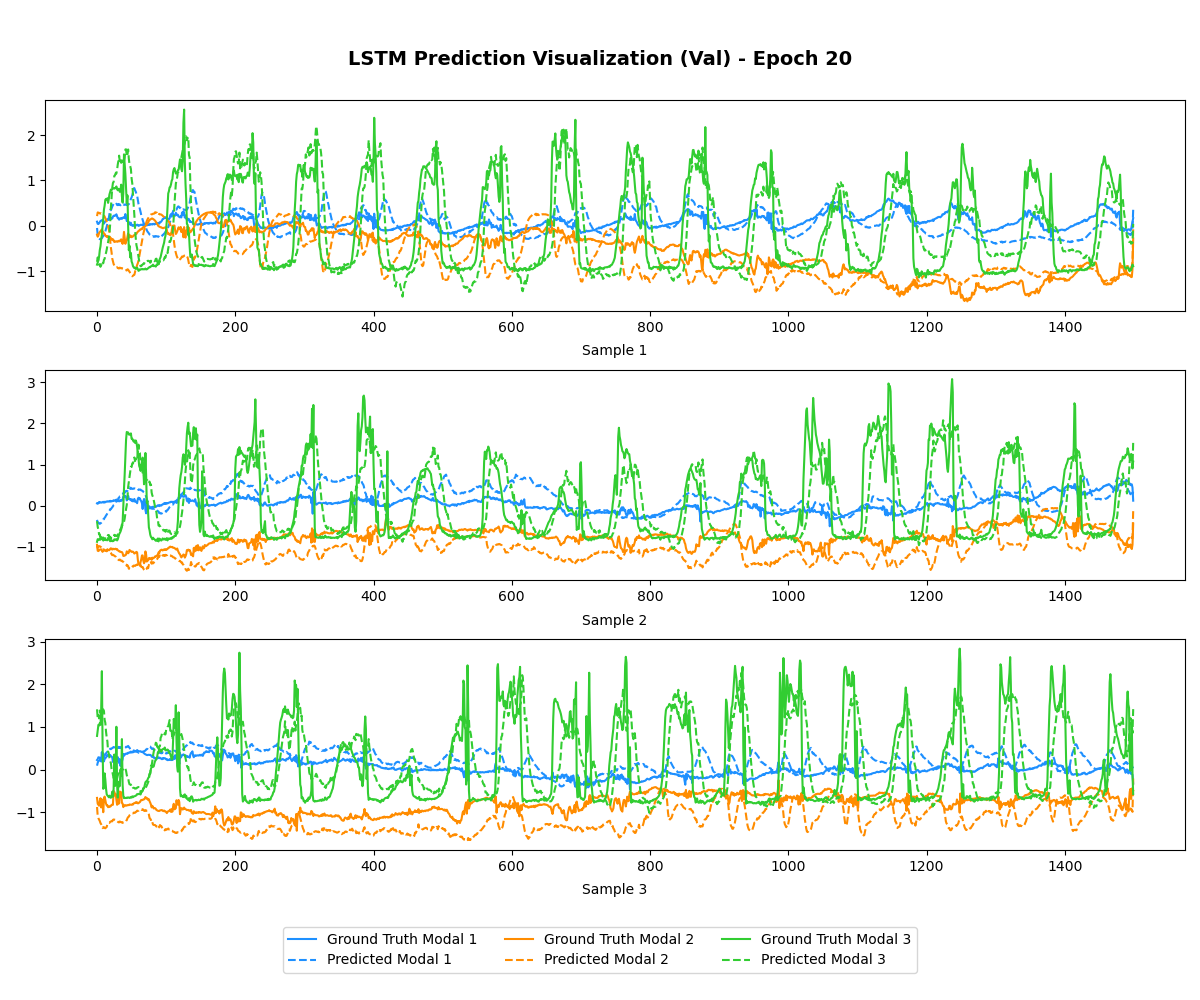 LSTM Prediction Visualization (Val) - Epoch 20
2
1
0
−1
0 200 400 600 800 1000 1200 1400
Sample 1
3
2
1
0
−1
0 200 400 600 800 1000 1200 1400
Sample 2
3
2
1
0
−1
0 200 400 600 800 1000 1200 1400
Sample 3
Ground Truth Modal 1 Ground Truth Modal 2 Ground Truth Modal 3
Predicted Modal 1 Predicted Modal 2 Predicted Modal 3